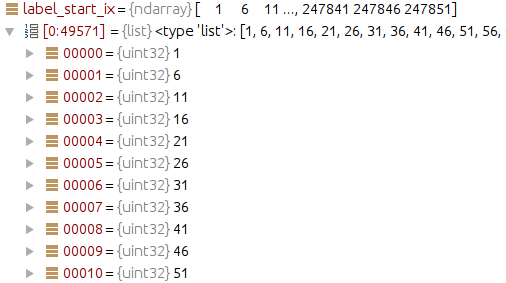 label_start_ix = {ndarray} [ 1 6 11 ..., 247841 247846 247851]
[0:49571] = {list} <type 'list'>: [1, 6, 11, 16, 21, 26, 31, 36, 41, 46, 51, 56,
00000 = {uint32} 1
00001 = {uint32} 6
00002 = {uint32} 11
00003 = {uint32} 16
00004 = {uint32} 21
00005 = {uint32} 26
00006 = {uint32} 31
00007 = {uint32} 36
00008 = {uint32} 41
00009 = {uint32} 46
00010 = {uint32} 51